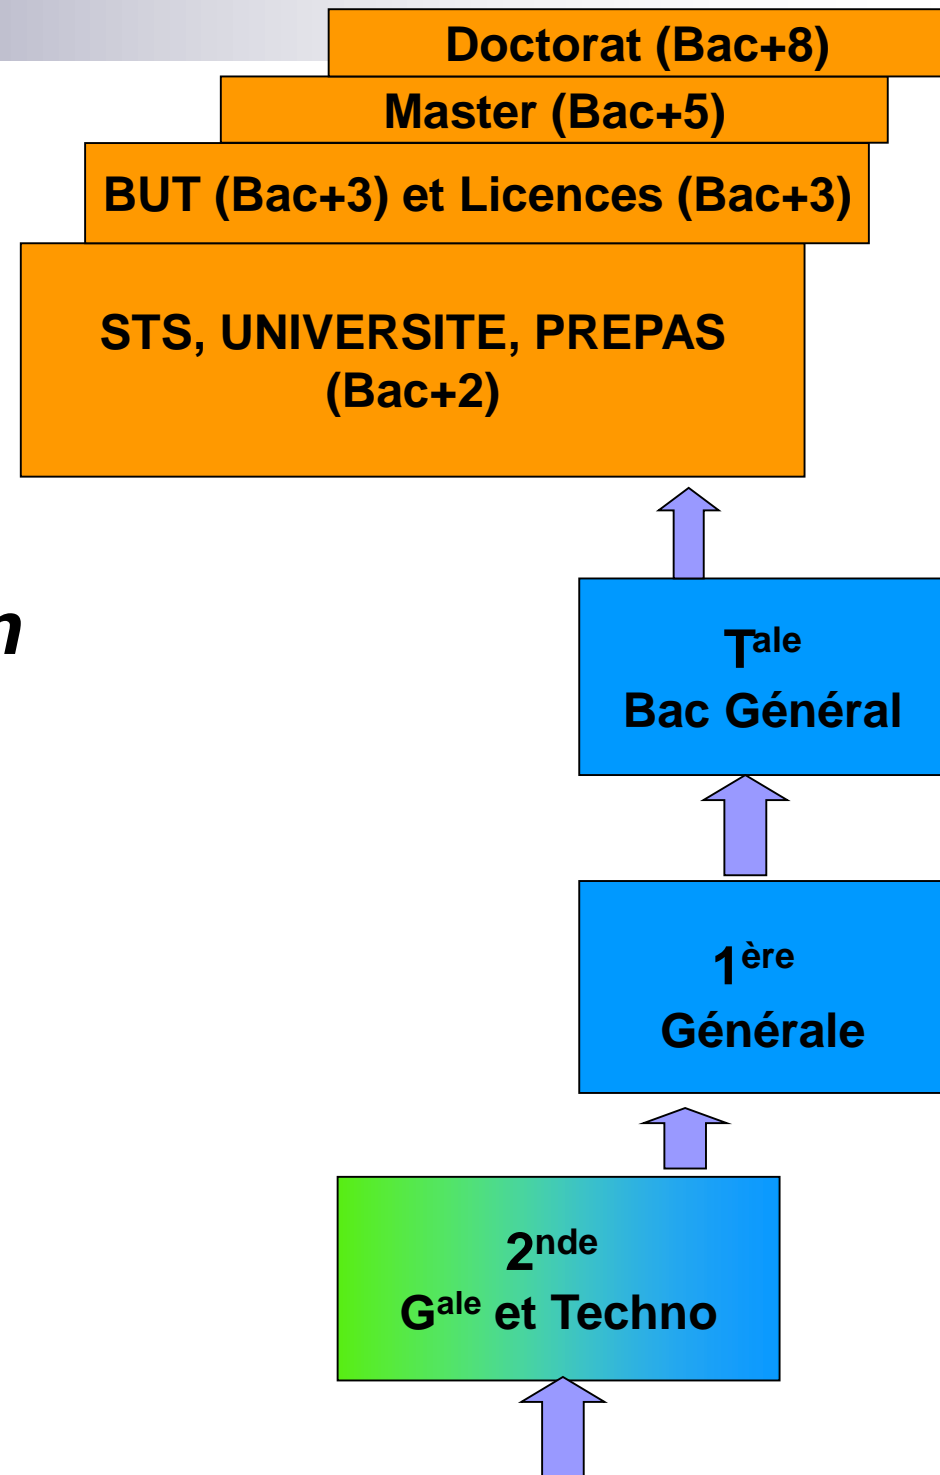 Doctorat (Bac+8)
Master (Bac+5)
BUT (Bac+3) et Licences (Bac+3)
STS, UNIVERSITE, PREPAS
(Bac+2)
Tale
Bac Général
1ère
Générale
2nde
Gale et Techno